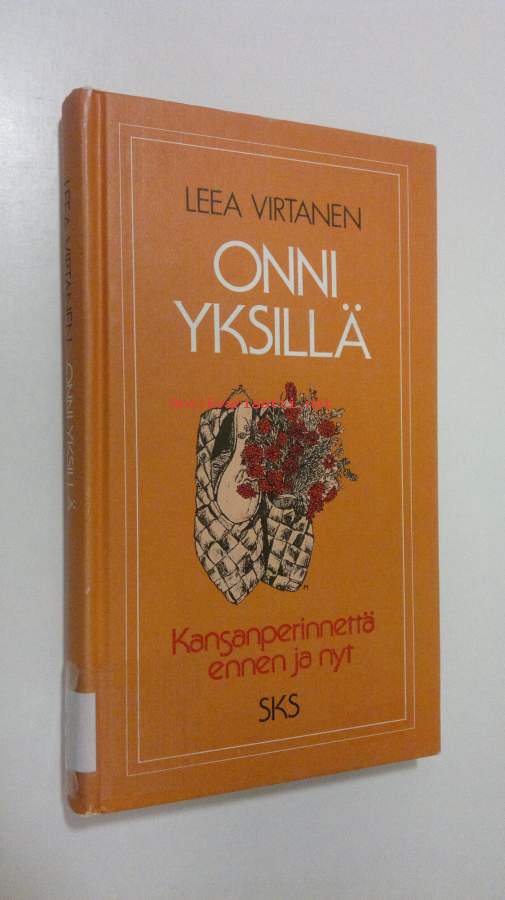 LEEA VIRTANEN
ONNI
YKSILLÄ
Kansanperinnettä
ennen ja nyt
SKS
LEEA VIRTANEN ONNI YKSILLÄ